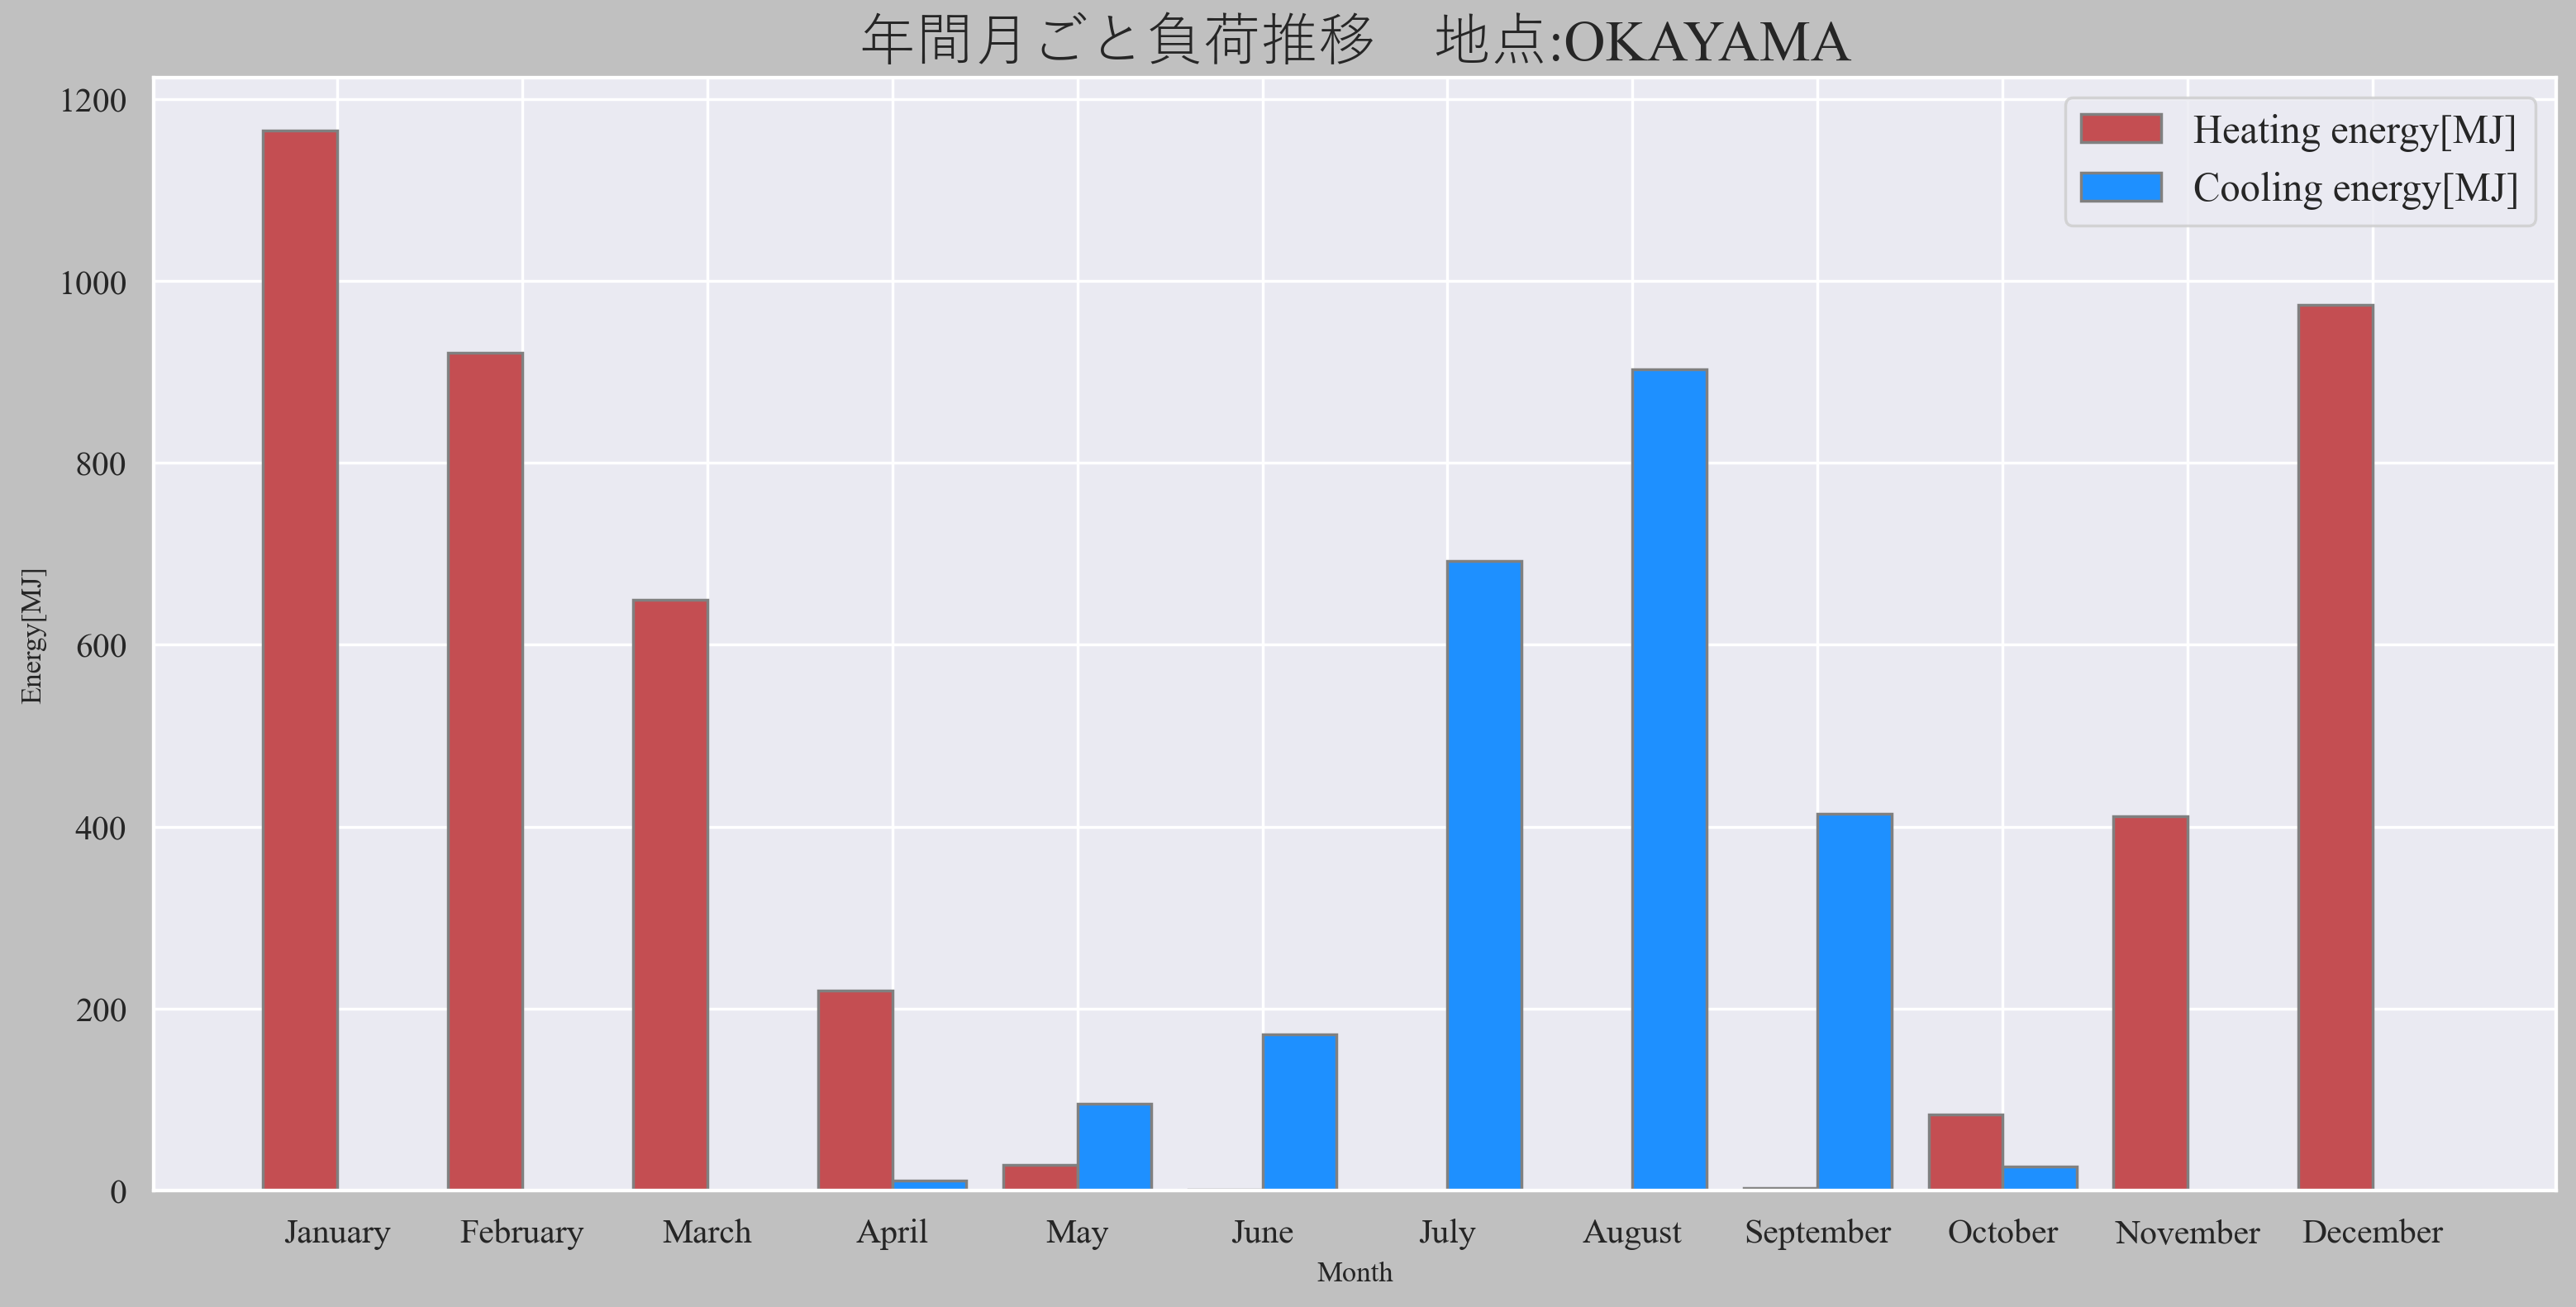 年間月ごと負荷推移　地点:OKAYAMA
1200
1000
800
600
400
200
0
Energy[MJ]
Heating energy[MJ]
Cooling energy[MJ]
January February March April May June July August September October November December
Month